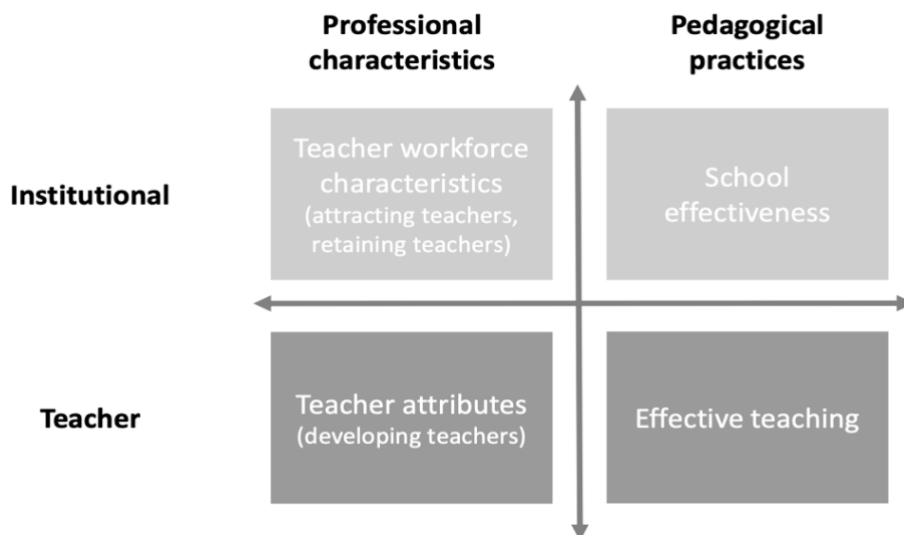 Professional
characteristics
Pedagogical
practices
Institutional
Teacher workforce
characteristics
(attracting teachers,
retaining teachers)
School
effectiveness
Teacher
Teacher attributes
(developing teachers)
Effective teaching